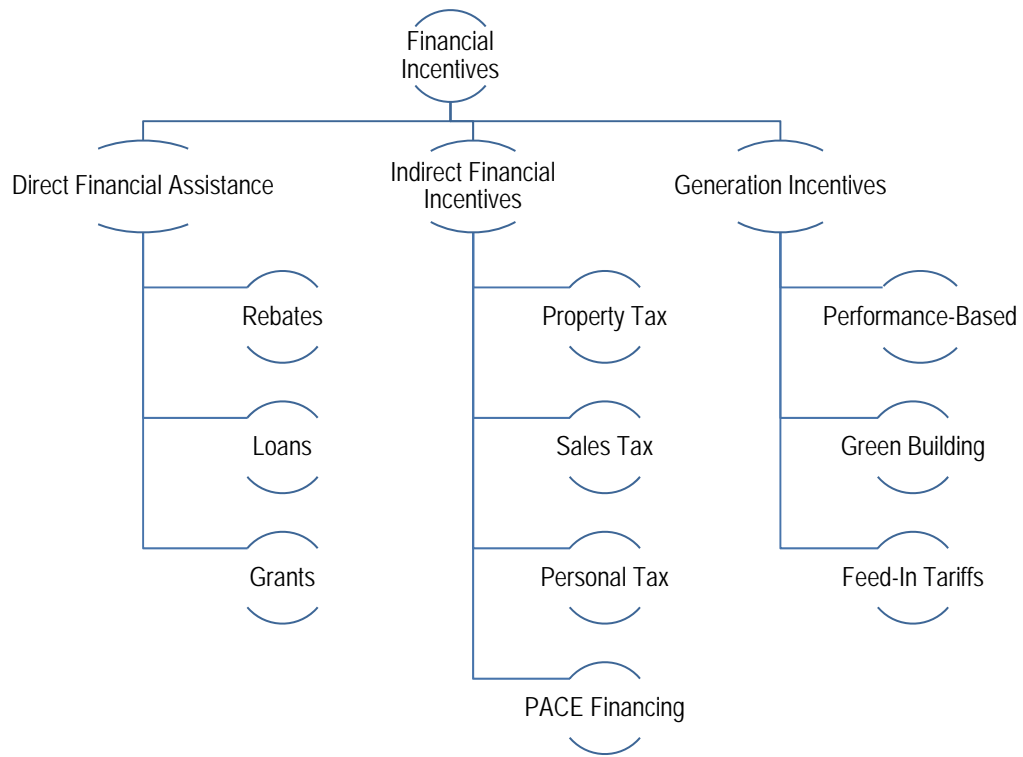 Financial
Incentives
Direct Financial Assistance
Indirect Financial
Incentives
Generation Incentives
Rebates
Property Tax
Performance-Based
Loans
Sales Tax
Green Building
Grants
Personal Tax
Feed-In Tariffs
PACE Financing